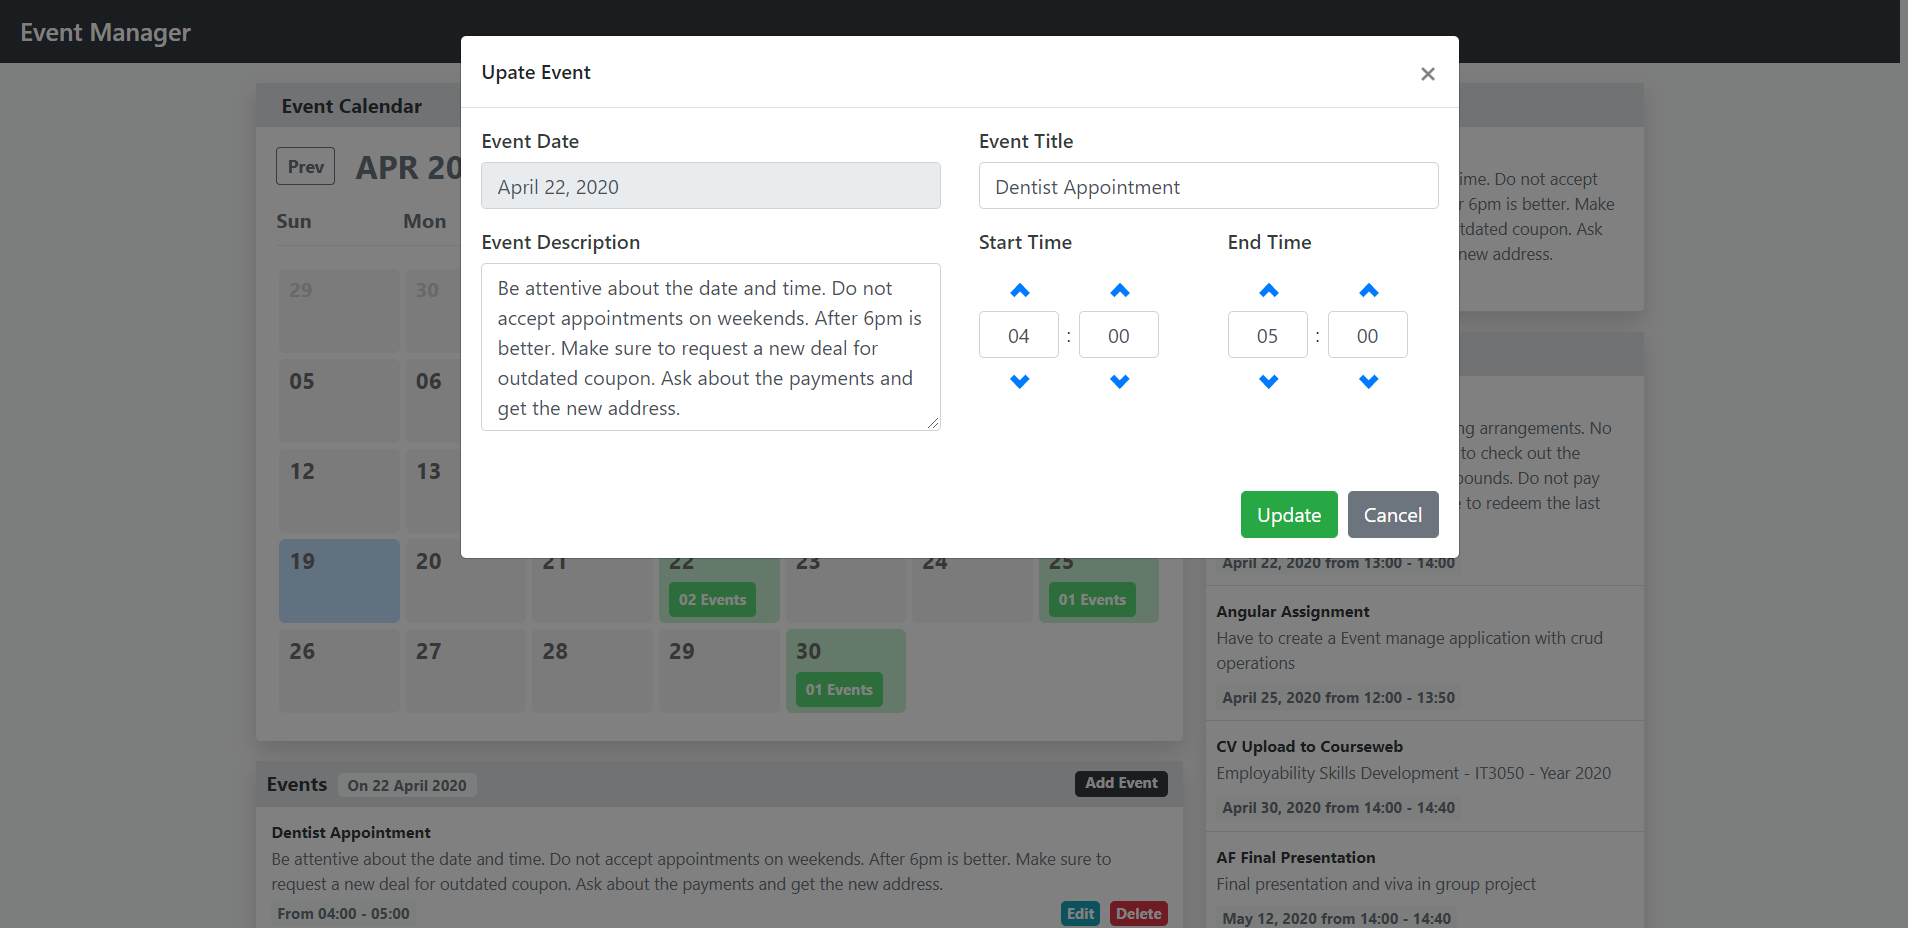 Event Manager
Upate Event
×
Event Date
Event Title
April 22, 2020
Dentist Appointment
Event Description
Start Time
End Time
Be attentive about the date and time. Do not
accept appointments on weekends. After 6pm is
better. Make sure to request a new deal for
outdated coupon. Ask about the payments and
get the new address.
04 : 00
05 : 00
Update
Cancel
Event Calendar
Prev
APR 20
Sun Mon
29 30
05 06
12 13
19 20 21 22 23 24 25
02 Events
01 Events
26 27 28 29 30
01 Events
Events
On 22 April 2020
Add Event
Dentist Appointment
Be attentive about the date and time. Do not accept appointments on weekends. After 6pm is better. Make sure to
request a new deal for outdated coupon. Ask about the payments and get the new address.
From 04:00 - 05:00
Edit
Delete
ime. Do not accept
6pm is better. Make
tdated coupon. Ask
new address.
ng arrangements. No
to check out the
ounds. Do not pay
to redeem the last
April 22, 2020 from 13:00 - 14:00
Angular Assignment
Have to create a Event manage application with crud
operations
April 25, 2020 from 12:00 - 13:50
CV Upload to Courseweb
Employability Skills Development - IT3050 - Year 2020
April 30, 2020 from 14:00 - 14:40
AF Final Presentation
Final presentation and viva in group project
May 12, 2020 from 14:00 - 14:40